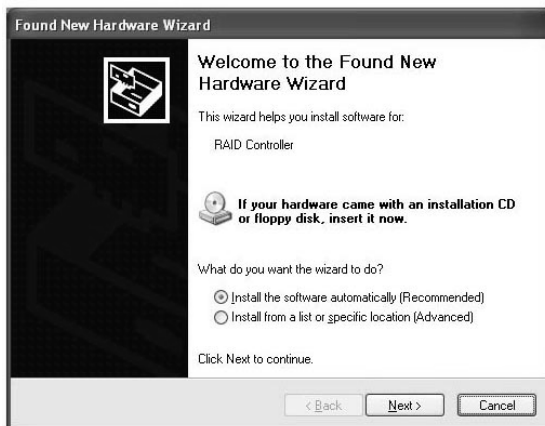 Found New Hardware Wizard
Welcome to the Found New
Hardware Wizard
This wizard helps you install software for:
RAID Controller
If your hardware came with an installation CD
or floppy disk, insert it now.
What do you want the wizard to do?
Install the software automatically (Recommended)
Install from a list or specific location (Advanced)
Click Next to continue.
< Back Next > Cancel